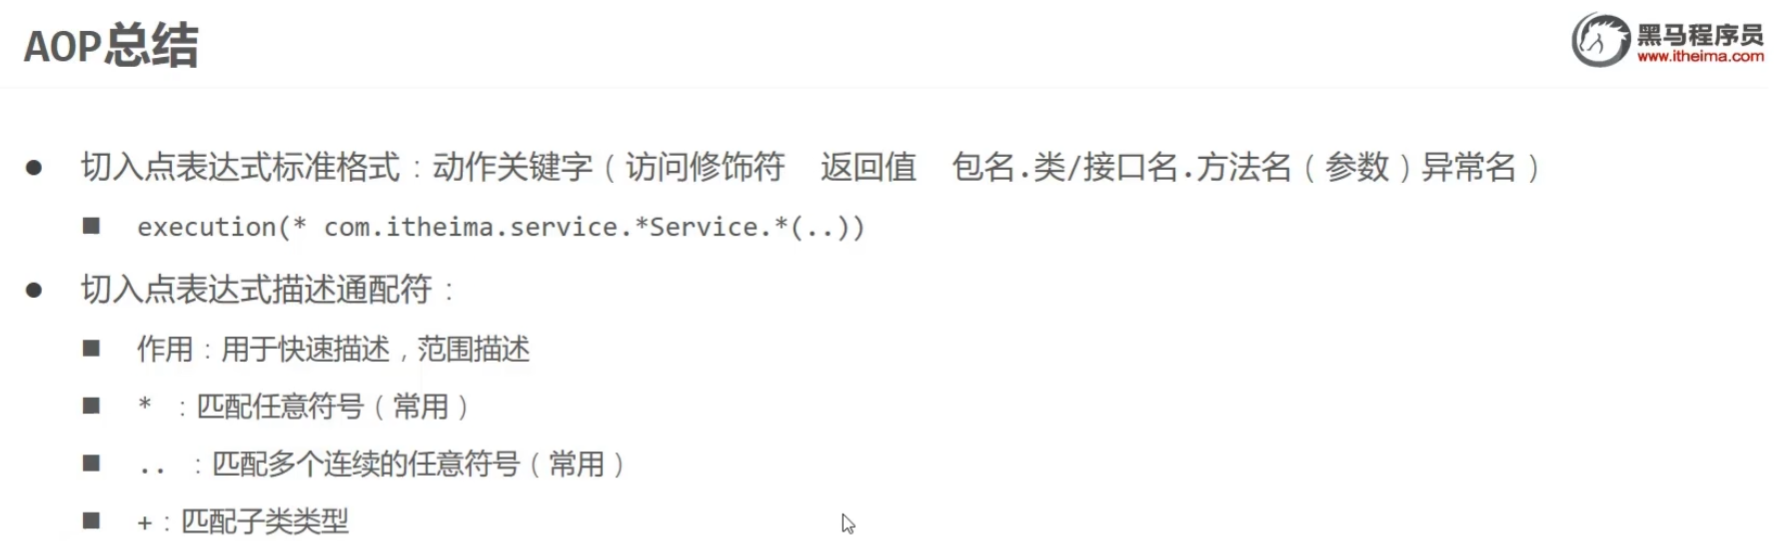 AOP总结
黑马程序员
www.itheima.com
● 切入点表达式标准格式：动作关键字（访问修饰符 返回值 包名.类/接口名.方法名（参数）异常名）
■ execution(* com.itheima.service.*Service.*(..))
● 切入点表达式描述通配符：
■ 作用：用于快速描述，范围描述
■ * ：匹配任意符号（常用）
■ .. ：匹配多个连续的任意符号（常用）
■ +：匹配子类类型